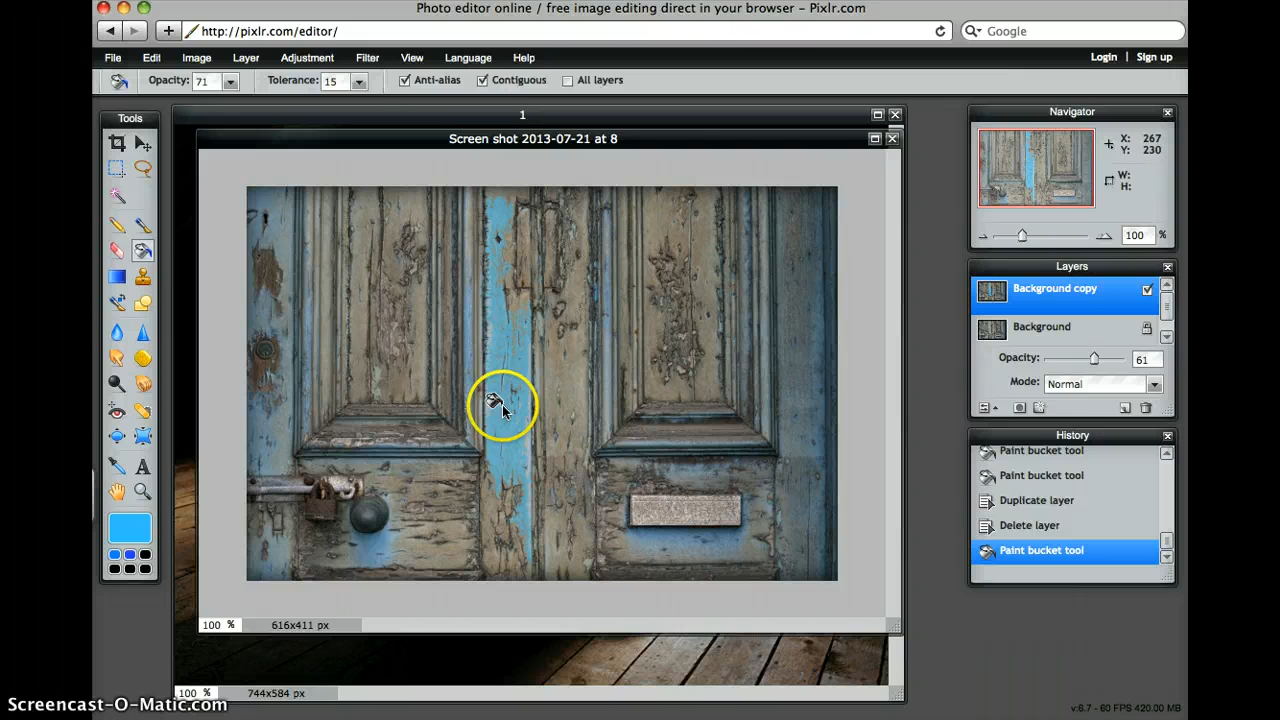 Photo editor online / free image editing direct in your browser - Pixlr.com
http://pixlr.com/editor/
Google
File Edit Image Layer Adjustment Filter View Language Help
Login | Sign up
Opacity: 71 Tolerance: 15 Anti-alias Contiguous All layers
Tools
1
Screen shot 2013-07-21 at 8
Navigator
X: 267
Y: 230
W:
H:
100 %
Layers
Background copy
Background
Opacity: 61
Mode: Normal
History
Paint bucket tool
Paint bucket tool
Duplicate layer
Delete layer
Paint bucket tool
100 % 616x411 px
100 % 744x584 px
Screencast-O-Matic.com
v:6.7 - 60 FPS 420.00 MB